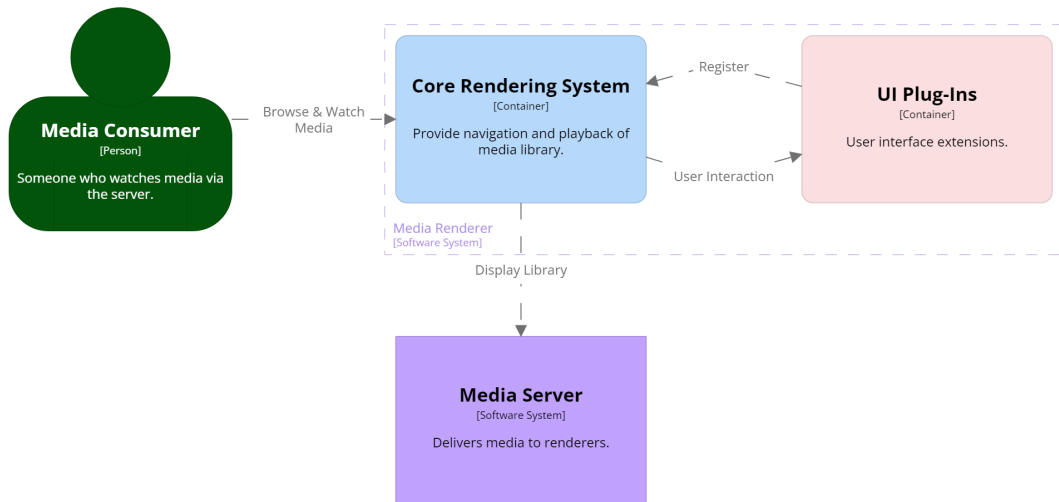 Media Consumer
[Person]
Someone who watches media via
the server.
Browse & Watch
Media
Core Rendering System
[Container]
Provide navigation and playback of
media library.
Register
User Interaction
UI Plug-Ins
[Container]
User interface extensions.
Media Renderer
[Software System]
Display Library
Media Server
[Software System]
Delivers media to renderers.